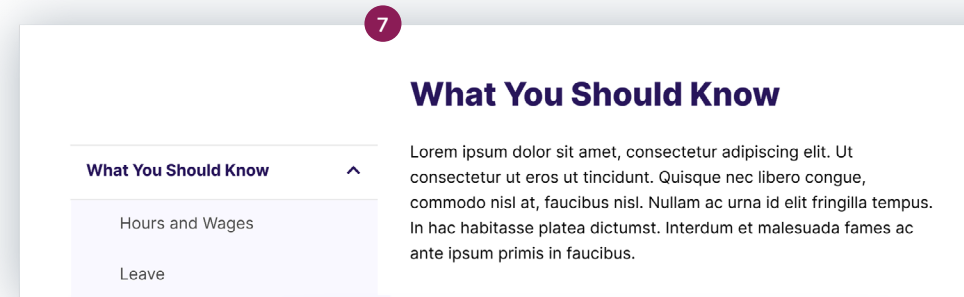 7
What You Should Know
What You Should Know
Hours and Wages
Leave
Lorem ipsum dolor sit amet, consectetur adipiscing elit. Ut
consectetur ut eros ut tincidunt. Quisque nec libero congue,
commodo nisl at, faucibus nisl. Nullam ac urna id elit fringilla tempus.
In hac habitasse platea dictumst. Interdum et malesuada fames ac
ante ipsum primis in faucibus.